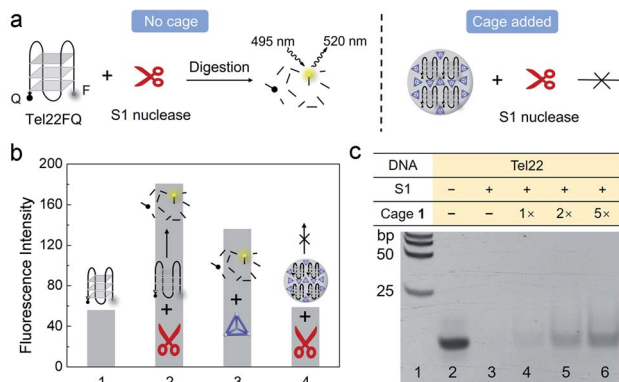 a
No cage
Cage added
495 nm
520 nm
Q
F
+
Digestion
+
Tel22FQ
S1 nuclease
S1 nuclease
b
Fluorescence Intensity
200
160
120
80
40
0
+
+
+
1
2
3
4
c
DNA
Tel22
S1
–
+
+
+
+
Cage 1
–
–
1×
2×
5×
bp
50
25
1
2
3
4
5
6